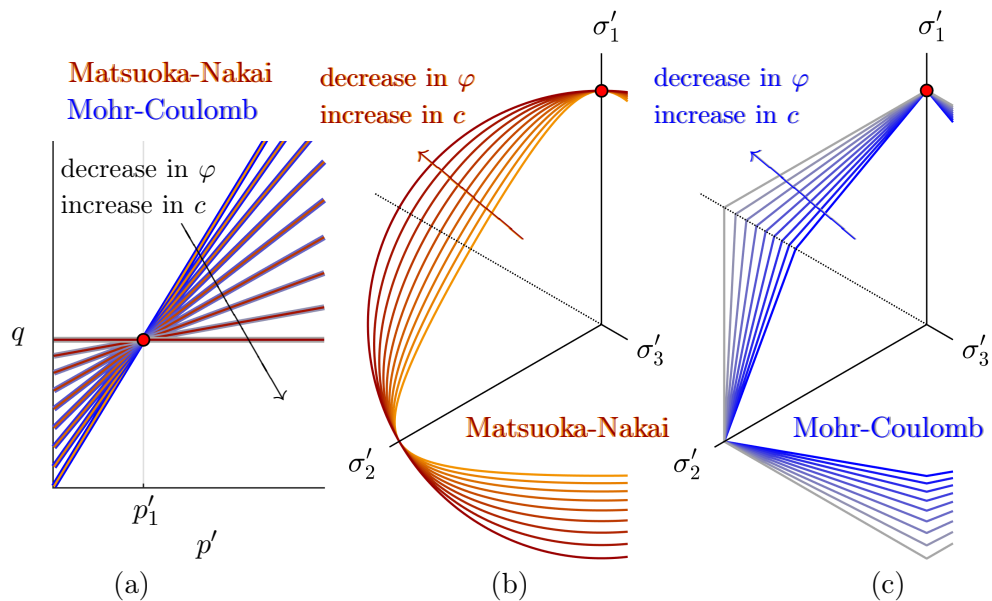 Matsuoka-Nakai
Mohr-Coulomb
decrease in φ
increase in c
q
p′₁
p′
(a)
σ′₁
decrease in φ
increase in c
σ′₃
σ′₂
Matsuoka-Nakai
(b)
σ′₁
decrease in φ
increase in c
σ′₃
σ′₂
Mohr-Coulomb
(c)